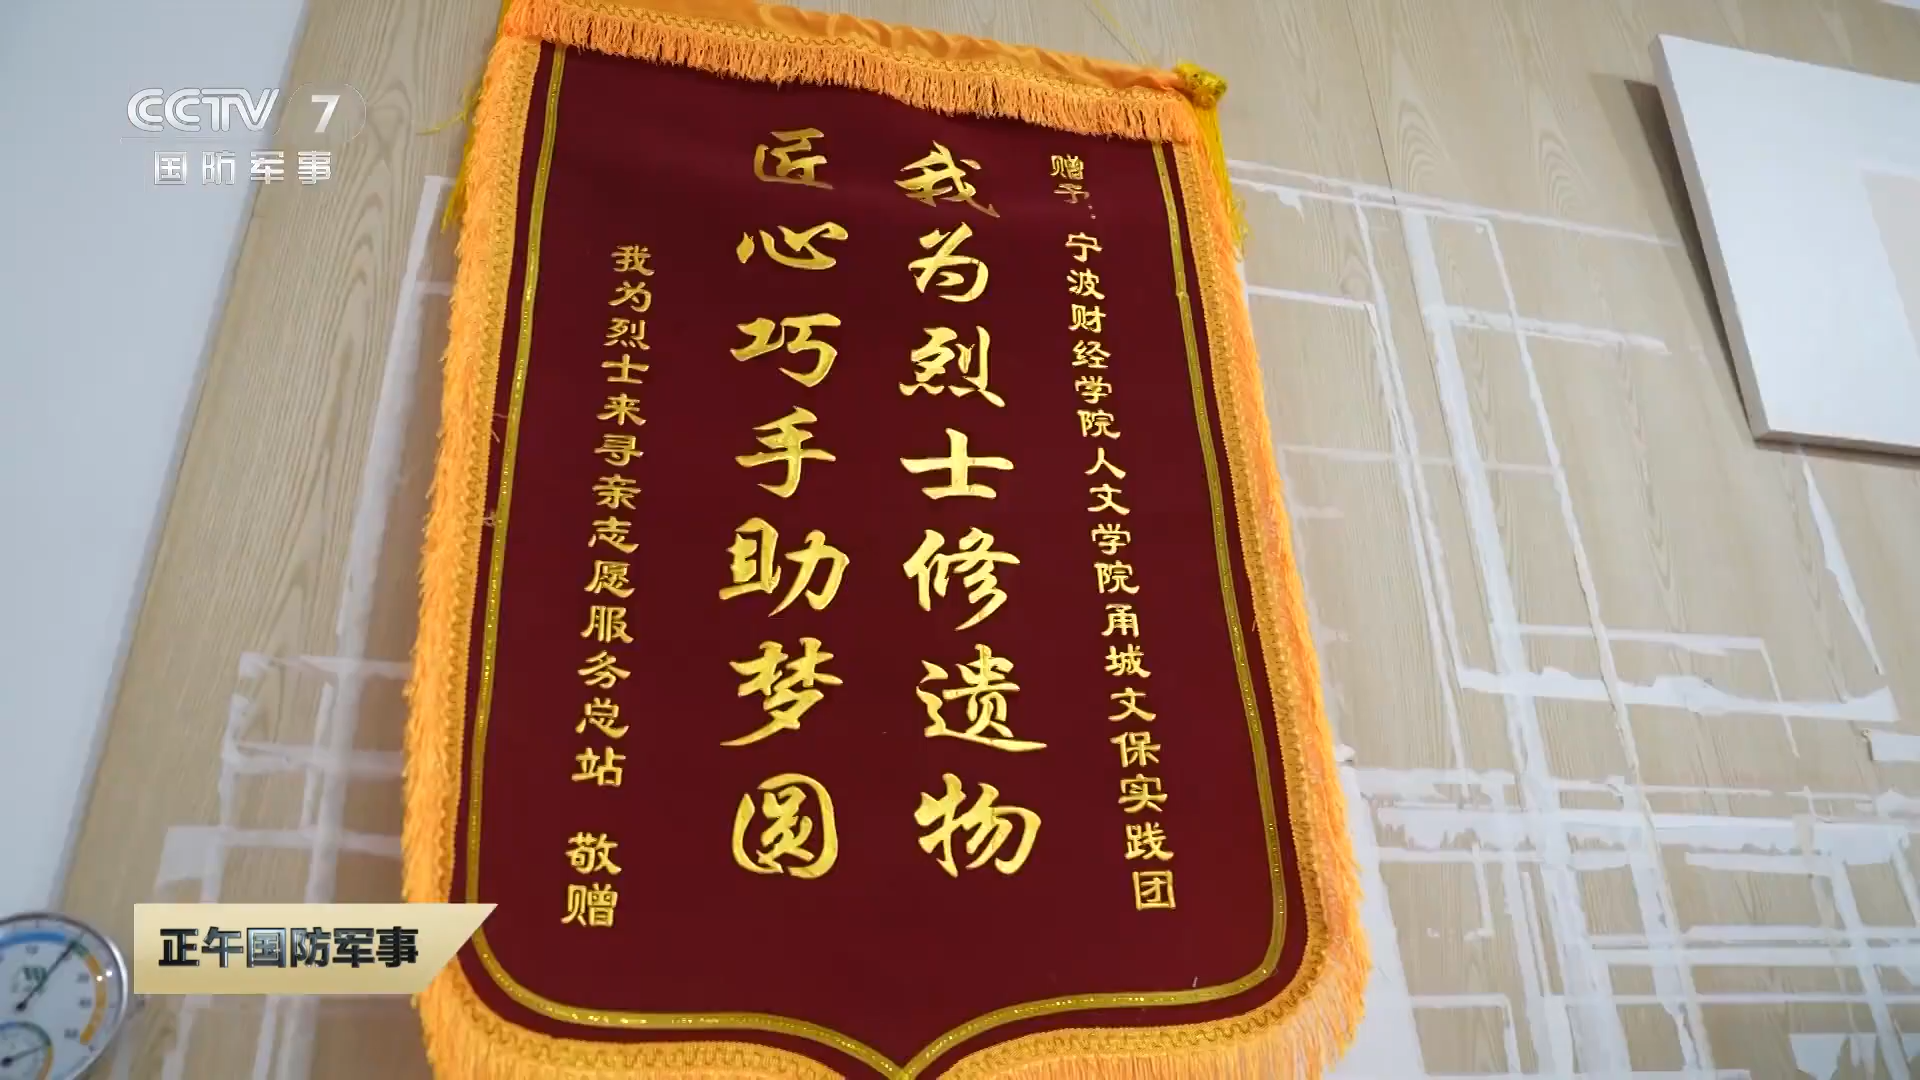 CCTV 7
国防军事
赠予:宁波财经学院人文学院甬城文保实践团
我为烈士修遗物
匠心巧手助梦圆
我为烈士来寻亲志愿服务总站 敬赠
正午国防军事